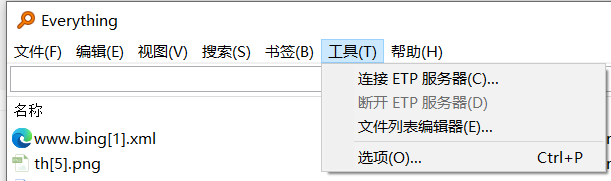 Everything
文件(F) 编辑(E) 视图(V) 搜索(S) 书签(B) 工具(T) 帮助(H)
连接 ETP 服务器(C)...
断开 ETP 服务器(D)
文件列表编辑器(E)...
选项(O)... Ctrl+P
名称
www.bing[1].xml
th[5].png